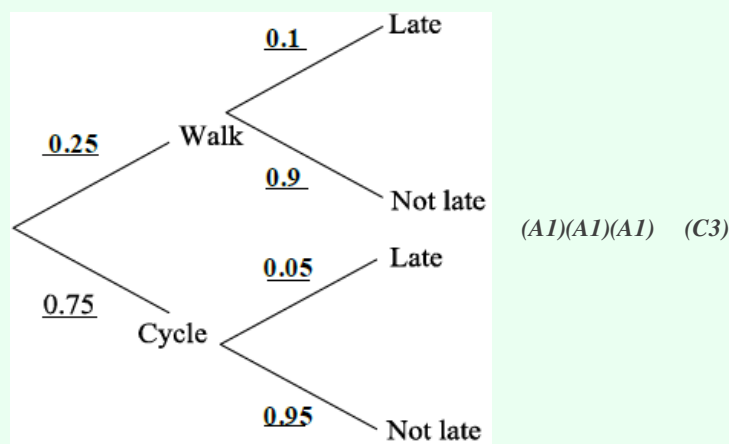 Late
0.1
0.25
Walk
0.9
Not late
(A1)(A1)(A1) (C3)
Late
0.05
0.75
Cycle
0.95
Not late